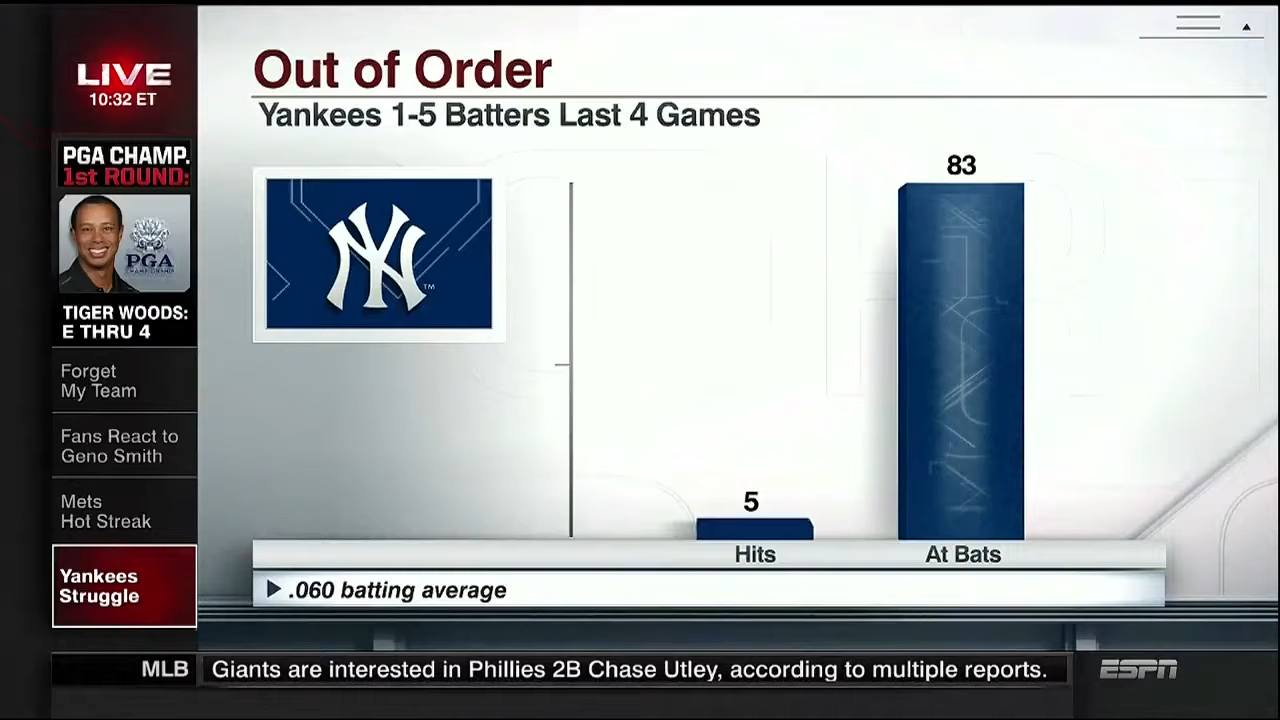 LIVE
10:32 ET
PGA CHAMP.
1st ROUND:
PGA
CHAMPIONSHIP
TIGER WOODS:
E THRU 4
Forget
My Team
Fans React to
Geno Smith
Mets
Hot Streak
Yankees
Struggle
Out of Order
Yankees 1-5 Batters Last 4 Games
NY
TM
83
5
Hits
At Bats
.060 batting average
MLB
Giants are interested in Phillies 2B Chase Utley, according to multiple reports.
ESPN